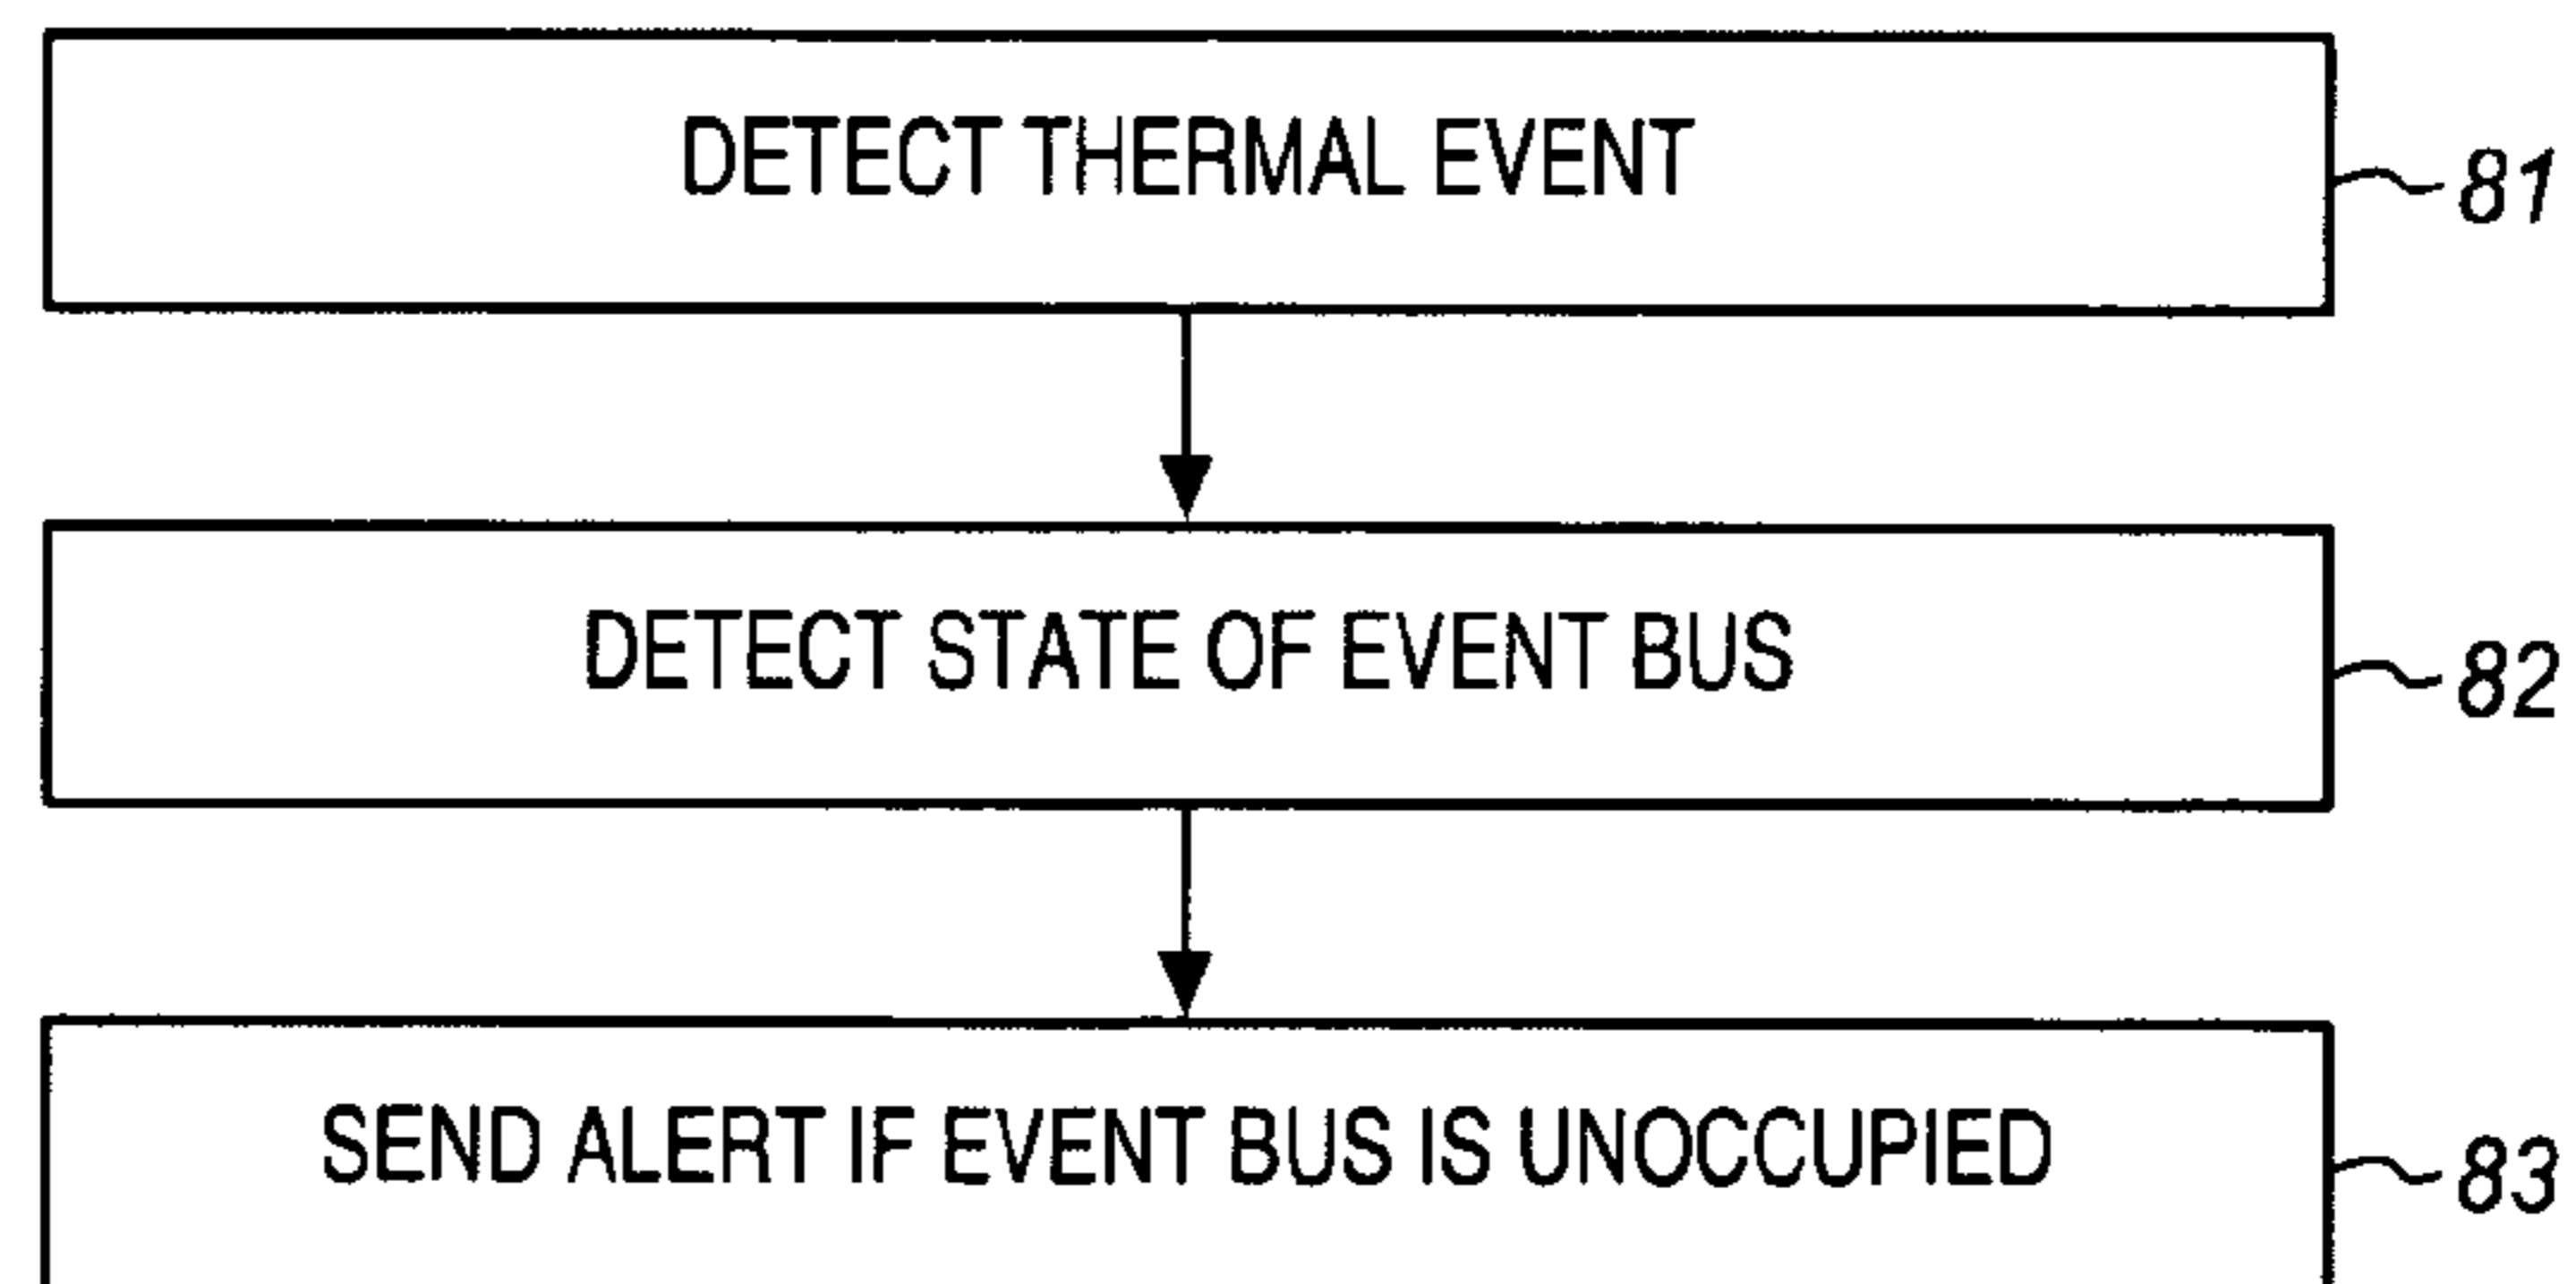 DETECT THERMAL EVENT
81
DETECT STATE OF EVENT BUS
82
SEND ALERT IF EVENT BUS IS UNOCCUPIED
83